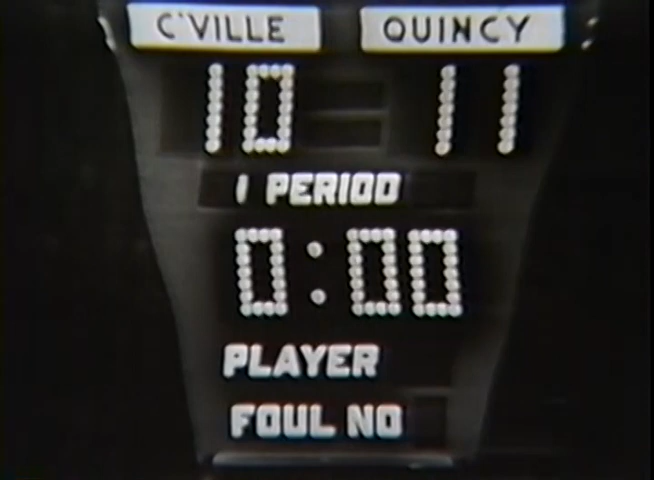 C'VILLE QUINCY
10 11
1 PERIOD
0:00
PLAYER
FOUL NO